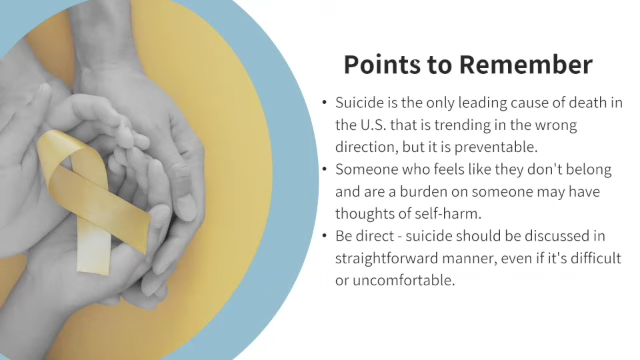 Points to Remember
• Suicide is the only leading cause of death in
the U.S. that is trending in the wrong
direction, but it is preventable.
• Someone who feels like they don't belong
and are a burden on someone may have
thoughts of self-harm.
• Be direct - suicide should be discussed in
straightforward manner, even if it's difficult
or uncomfortable.